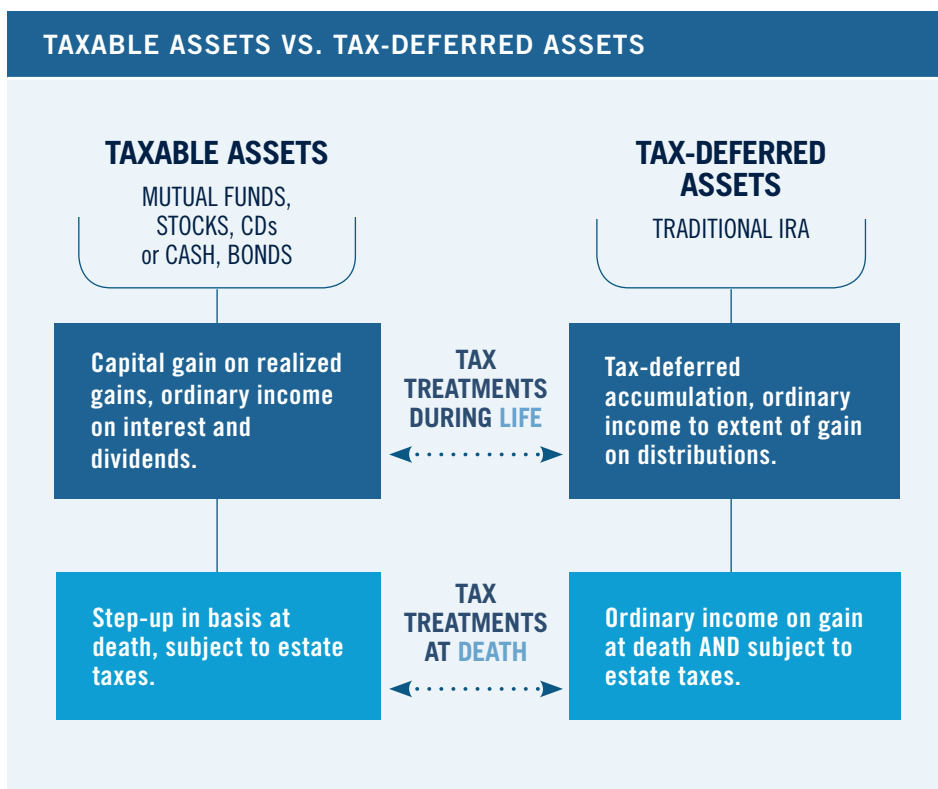 TAXABLE ASSETS VS. TAX-DEFERRED ASSETS
TAXABLE ASSETS
MUTUAL FUNDS,
STOCKS, CDs
or CASH, BONDS
TAX-DEFERRED
ASSETS
TRADITIONAL IRA
Capital gain on realized
gains, ordinary income
on interest and
dividends.
TAX
TREATMENTS
DURING LIFE
Tax-deferred
accumulation, ordinary
income to extent of gain
on distributions.
Step-up in basis at
death, subject to estate
taxes.
TAX
TREATMENTS
AT DEATH
Ordinary income on gain
at death AND subject to
estate taxes.